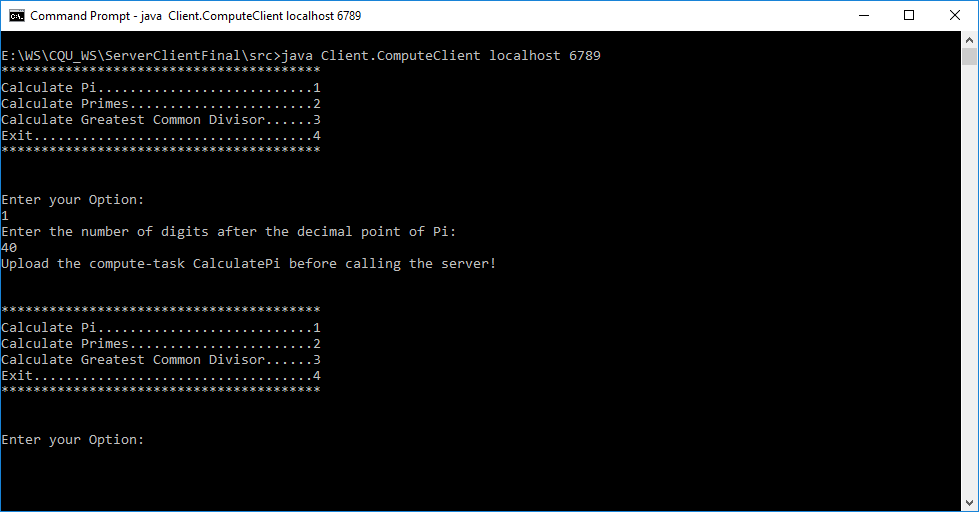 Command Prompt - java  Client.ComputeClient localhost 6789
E:\WS\CQU_WS\ServerClientFinal\src>java Client.ComputeClient localhost 6789
****************************************
Calculate Pi...........................1
Calculate Primes.......................2
Calculate Greatest Common Divisor......3
Exit...................................4
****************************************
Enter your Option:
1
Enter the number of digits after the decimal point of Pi:
40
Upload the compute-task CalculatePi before calling the server!
****************************************
Calculate Pi...........................1
Calculate Primes.......................2
Calculate Greatest Common Divisor......3
Exit...................................4
****************************************
Enter your Option: